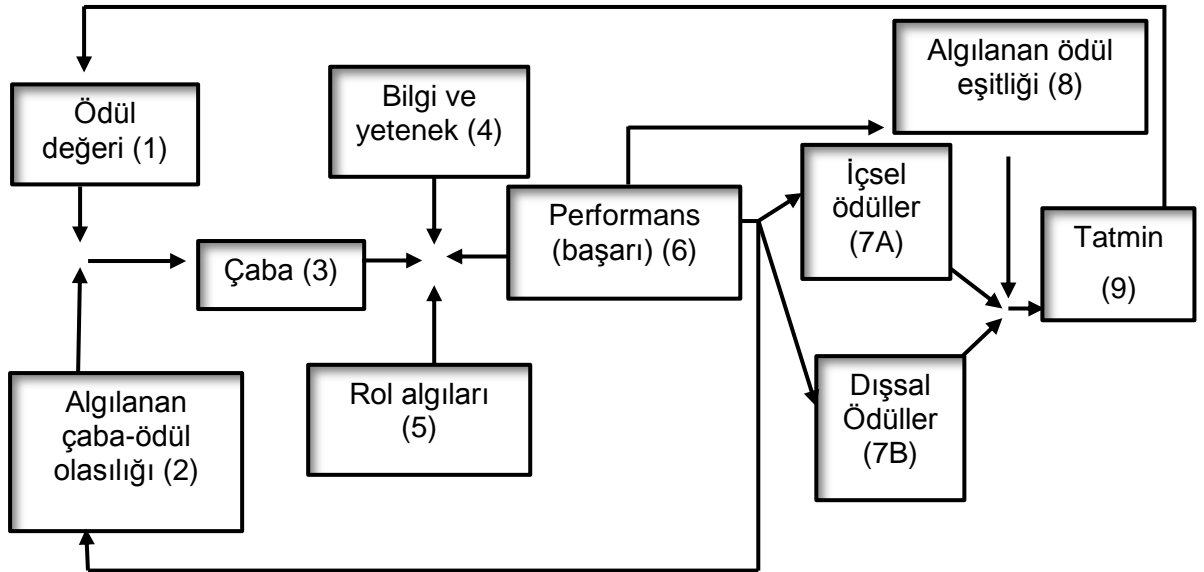 Ödül
değeri (1)
Bilgi ve
yetenek (4)
Algılanan ödül
eşitliği (8)
Çaba (3)
Performans
(başarı) (6)
İçsel
ödüller
(7A)
Tatmin
(9)
Algılanan
çaba-ödül
olasılığı (2)
Rol algıları
(5)
Dışsal
Ödüller
(7B)